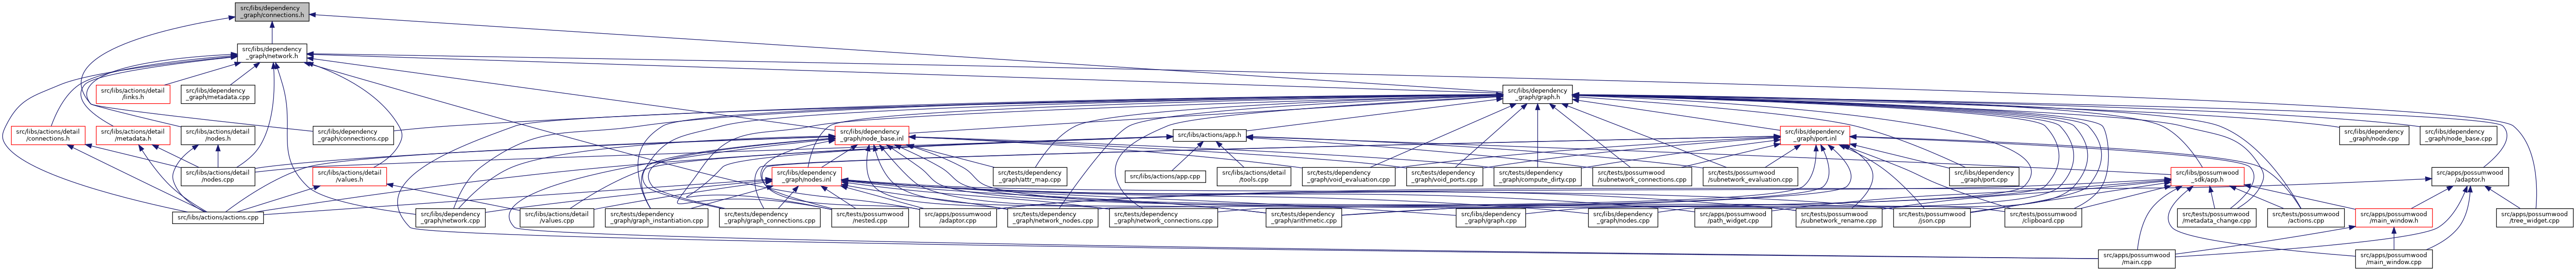 src/libs/dependency
_graph/connections.h
src/libs/dependency
_graph/network.h
src/libs/actions/detail
/links.h
src/libs/dependency
_graph/metadata.cpp
src/libs/dependency
_graph/graph.h
src/libs/actions/detail
/connections.h
src/libs/actions/detail
/metadata.h
src/libs/actions/detail
/nodes.h
src/libs/dependency
_graph/connections.cpp
src/libs/dependency
_graph/node_base.inl
src/libs/actions/app.h
src/libs/dependency
_graph/port.inl
src/libs/dependency
_graph/node.cpp
src/libs/dependency
_graph/node_base.cpp
src/libs/actions/detail
/nodes.cpp
src/libs/actions/detail
/values.h
src/libs/dependency
_graph/nodes.inl
src/tests/dependency
_graph/attr_map.cpp
src/libs/actions/app.cpp
src/libs/actions/detail
/tools.cpp
src/tests/dependency
_graph/void_evaluation.cpp
src/tests/dependency
_graph/void_ports.cpp
src/tests/dependency
_graph/compute_dirty.cpp
src/tests/possumwood
/subnetwork_connections.cpp
src/tests/possumwood
/subnetwork_evaluation.cpp
src/libs/dependency
_graph/port.cpp
src/libs/possumwood
_sdk/app.h
src/apps/possumwood
/adaptor.h
src/libs/actions/actions.cpp
src/libs/dependency
_graph/network.cpp
src/libs/actions/detail
/values.cpp
src/tests/dependency
_graph/graph_instantiation.cpp
src/tests/dependency
_graph/graph_connections.cpp
src/tests/possumwood
/nested.cpp
src/apps/possumwood
/adaptor.cpp
src/tests/dependency
_graph/network_nodes.cpp
src/tests/dependency
_graph/network_connections.cpp
src/tests/dependency
_graph/arithmetic.cpp
src/libs/dependency
_graph/graph.cpp
src/libs/dependency
_graph/nodes.cpp
src/apps/possumwood
/path_widget.cpp
src/tests/possumwood
/subnetwork_rename.cpp
src/tests/possumwood
/json.cpp
src/tests/possumwood
/clipboard.cpp
src/tests/possumwood
/metadata_change.cpp
src/tests/possumwood
/actions.cpp
src/apps/possumwood
/main_window.h
src/apps/possumwood
/tree_widget.cpp
src/apps/possumwood
/main.cpp
src/apps/possumwood
/main_window.cpp